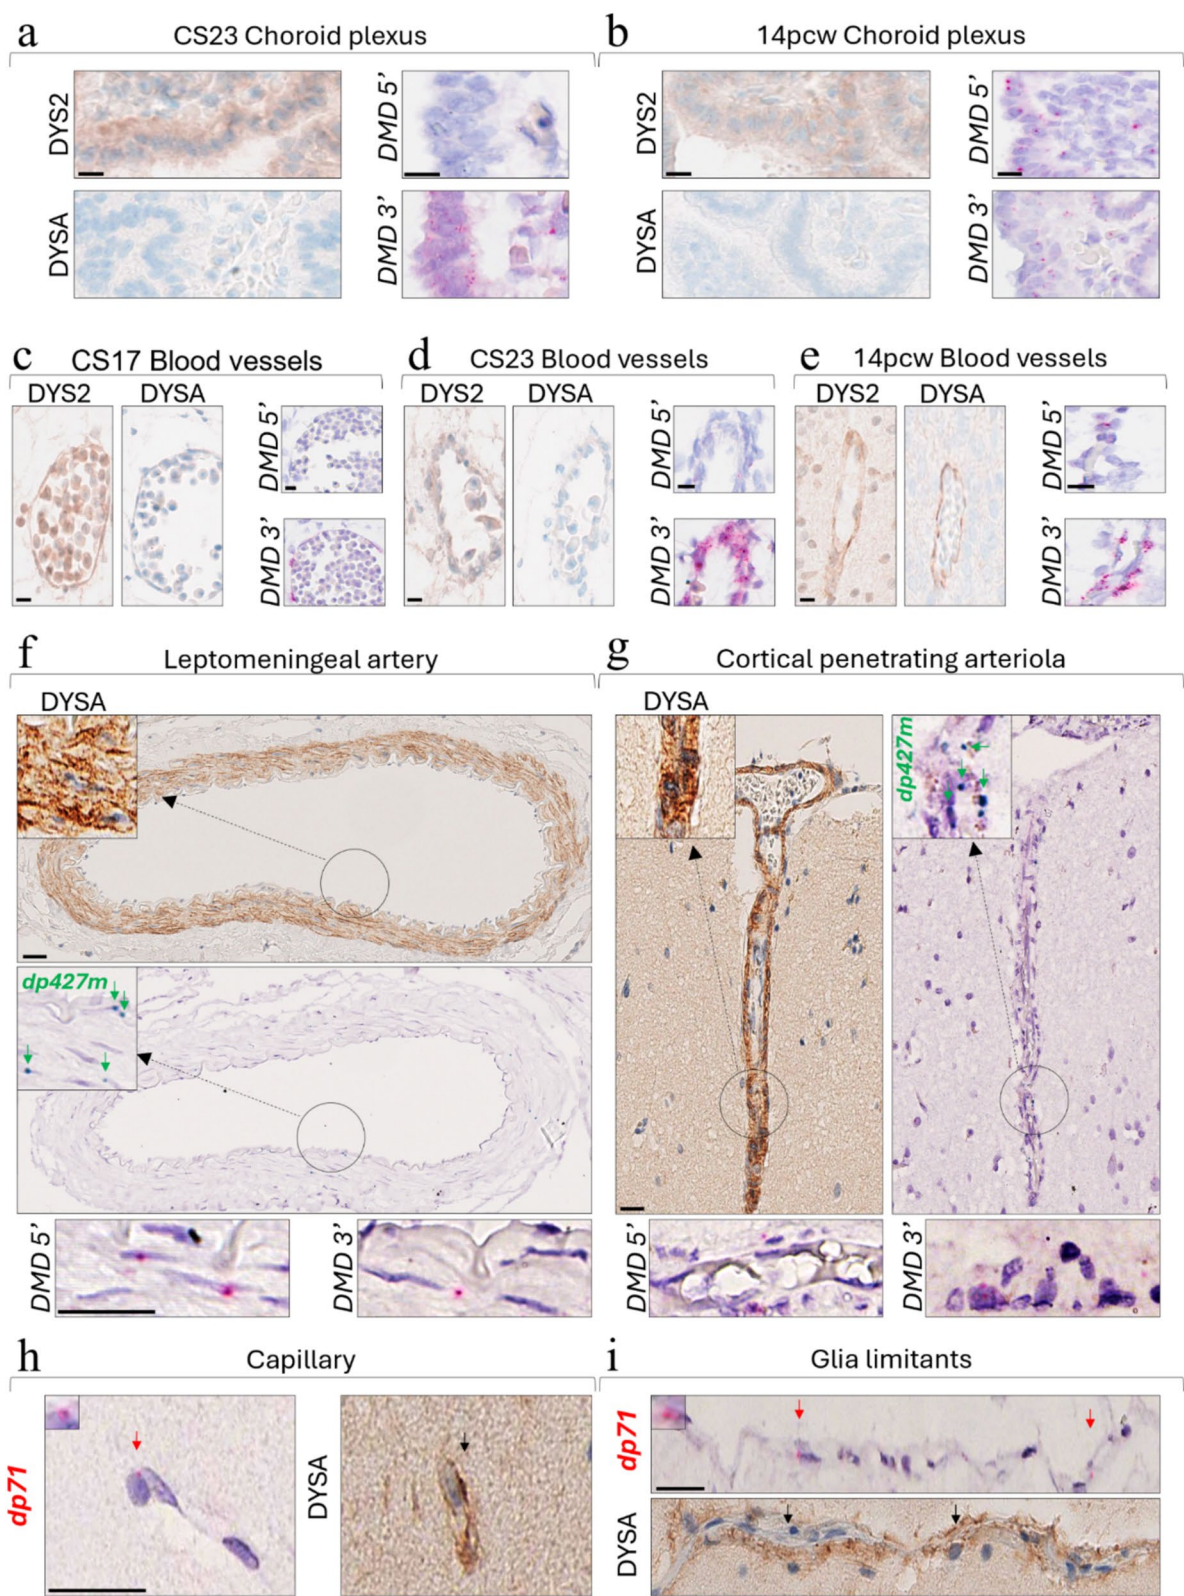 a
CS23 Choroid plexus
DYS2
DMD 5’
DYSA
DMD 3’
b
14pcw Choroid plexus
DYS2
DMD 5’
DYSA
DMD 3’
c
CS17 Blood vessels
DYS2
DYSA
DMD 5’
DMD 3’
d
CS23 Blood vessels
DYS2
DYSA
DMD 5’
DMD 3’
e
14pcw Blood vessels
DYS2
DYSA
DMD 5’
DMD 3’
f
Leptomeningeal artery
DYSA
dp427m
DMD 5’
DMD 3’
g
Cortical penetrating arteriola
DYSA
dp427m
DMD 5’
DMD 3’
h
Capillary
dp71
DYSA
i
Glia limitants
dp71
DYSA